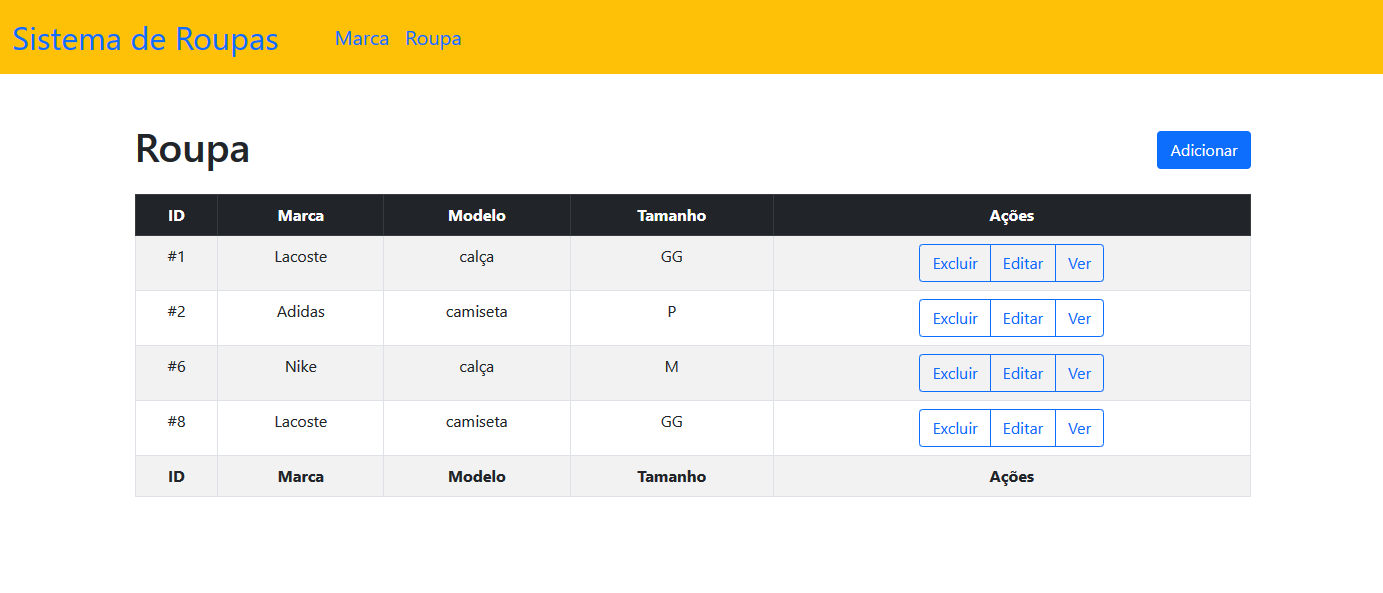 Sistema de Roupas Marca Roupa
Roupa Adicionar
ID Marca Modelo Tamanho Ações
#1 Lacoste calça GG Excluir Editar Ver
#2 Adidas camiseta P Excluir Editar Ver
#6 Nike calça M Excluir Editar Ver
#8 Lacoste camiseta GG Excluir Editar Ver
ID Marca Modelo Tamanho Ações